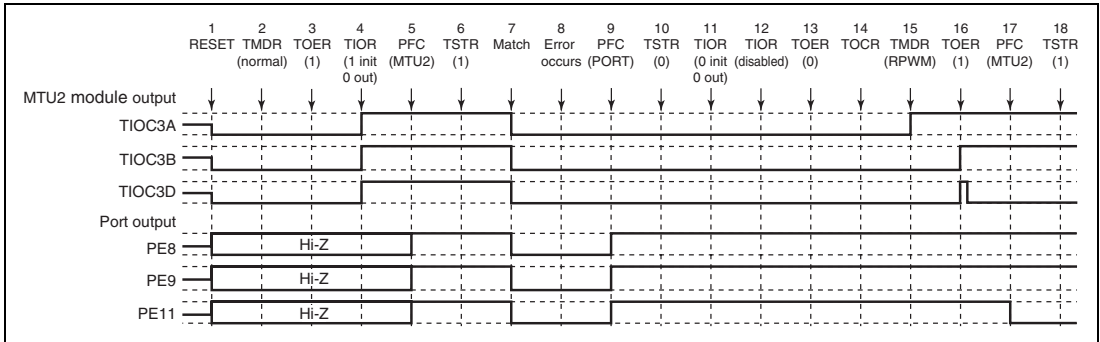 1 2 3 4 5 6 7 8 9 10 11 12 13 14 15 16 17 18
RESET TMDR TOER TIOR PFC TSTR Match Error PFC TSTR TIOR TIOR TOER TOCR TMDR TOER PFC TSTR
(normal) (1) (1 init (MTU2) (1) occurs (PORT) (0) (0 init (disabled) (0) (RPWM) (1) (MTU2) (1)
0 out) 0 out)
MTU2 module output
TIOC3A
TIOC3B
TIOC3D
Port output
PE8 Hi-Z
PE9 Hi-Z
PE11 Hi-Z